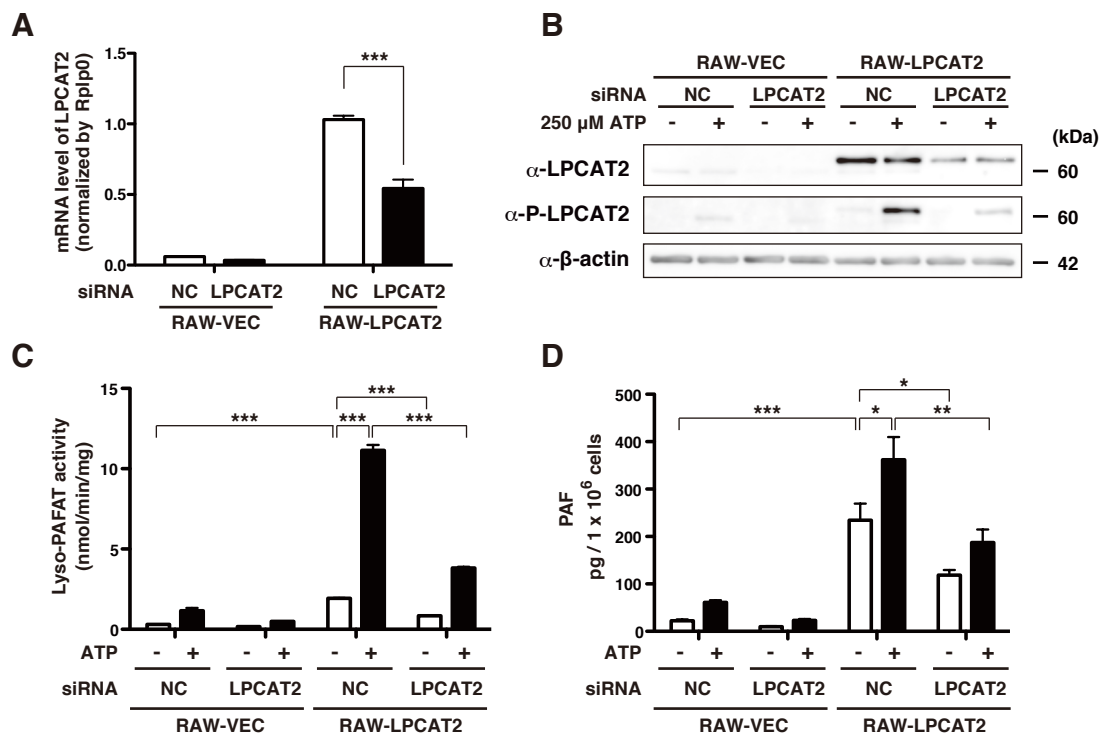 A
mRNA level of LPCAT2
(normalized by Rplp0)
1.5
1.0
0.5
0.0
***
siRNA NC LPCAT2 NC LPCAT2
RAW-VEC RAW-LPCAT2
B
RAW-VEC RAW-LPCAT2
siRNA NC LPCAT2 NC LPCAT2
250 µM ATP - + - + - + - + (kDa)
α-LPCAT2 60
α-P-LPCAT2 60
α-β-actin 42
C
Lyso-PAFAT activity
(nmol/min/mg)
15
10
5
0
***
*** *** ***
ATP - + - + - + - +
siRNA NC LPCAT2 NC LPCAT2
RAW-VEC RAW-LPCAT2
D
PAF
pg / 1 x 10⁶ cells
500
400
300
200
100
0
*
*** * **
ATP - + - + - + - +
siRNA NC LPCAT2 NC LPCAT2
RAW-VEC RAW-LPCAT2